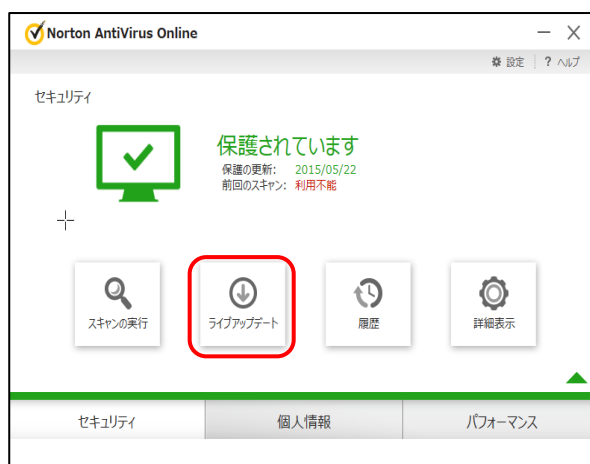 Norton AntiVirus Online
設定 ? ヘルプ
セキュリティ
保護されています
保護の更新: 2015/05/22
前回のスキャン: 利用不能
スキャンの実行 ライブアップデート 履歴 詳細表示
セキュリティ 個人情報 パフォーマンス